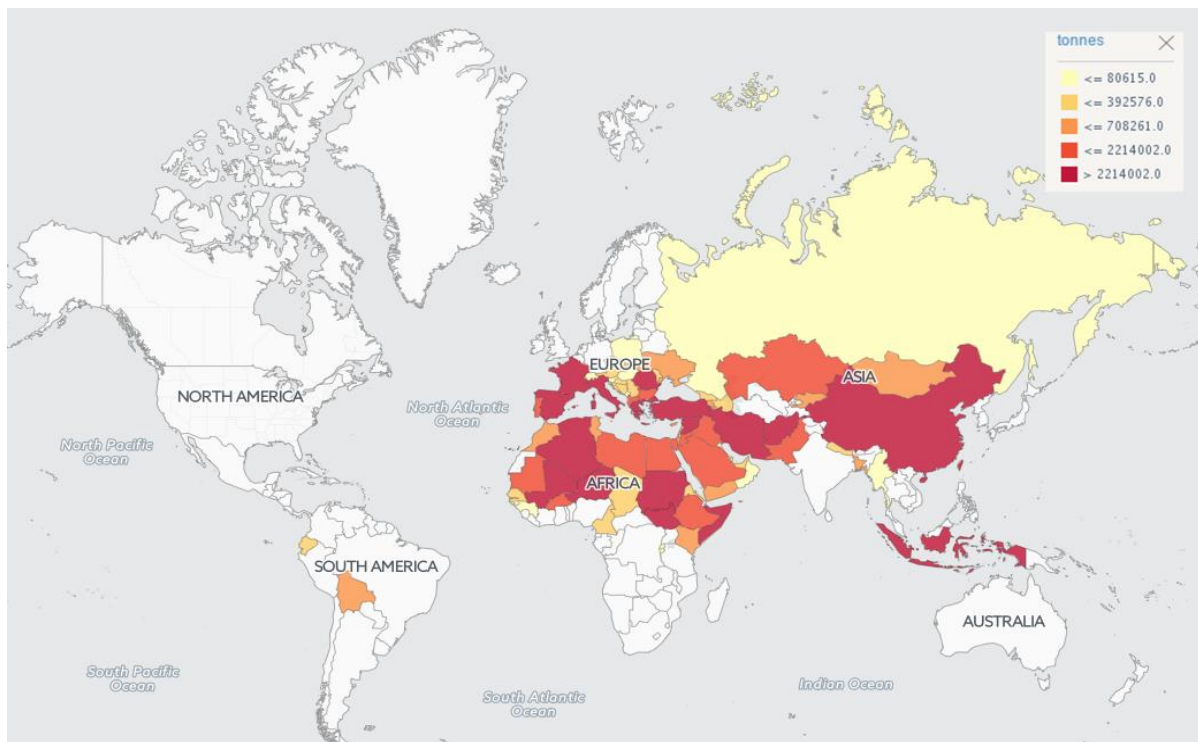 tonnes
<= 80615.0
<= 392576.0
<= 708261.0
<= 2214002.0
> 2214002.0
EUROPE
ASIA
NORTH AMERICA
North Atlantic
Ocean
North Pacific
Ocean
AFRICA
SOUTH AMERICA
AUSTRALIA
South Pacific
Ocean
South Atlantic
Ocean
Indian Ocean